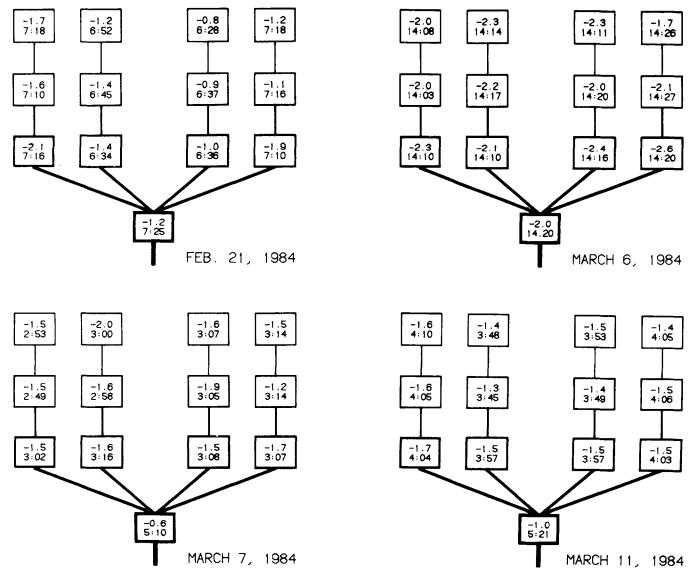 -1.7 -1.2 -0.8 -1.2
7:18 6:52 6:28 7:18
-1.6 -1.4 -0.9 -1.1
7:10 6:45 6:37 7:16
-2.1 -1.4 -1.0 -1.9
7:16 6:34 6:36 7:10
-1.2
7:25
FEB. 21, 1984
-2.0 -2.3 -2.3 -1.7
14:08 14:14 14:11 14:26
-2.0 -2.2 -2.0 -2.1
14:03 14:17 14:20 14:27
-2.3 -2.1 -2.4 -2.6
14:10 14:10 14:16 14:20
-2.0
14.20
MARCH 6, 1984
-1.5 -2.0 -1.6 -1.5
2:53 3:00 3:07 3:14
-1.5 -1.6 -1.9 -1.2
2:49 2:58 3:05 3:14
-1.5 -1.6 -1.5 -1.7
3:02 3:16 3:08 3:07
-0.6
5:10
MARCH 7, 1984
-1.6 -1.4 -1.5 -1.4
4:10 3:48 3:53 4:05
-1.6 -1.3 -1.4 -1.5
4:05 3:45 3:49 4:06
-1.7 -1.5 -1.5 -1.5
4:04 3:57 3:57 4:03
-1.0
5:21
MARCH 11, 1984